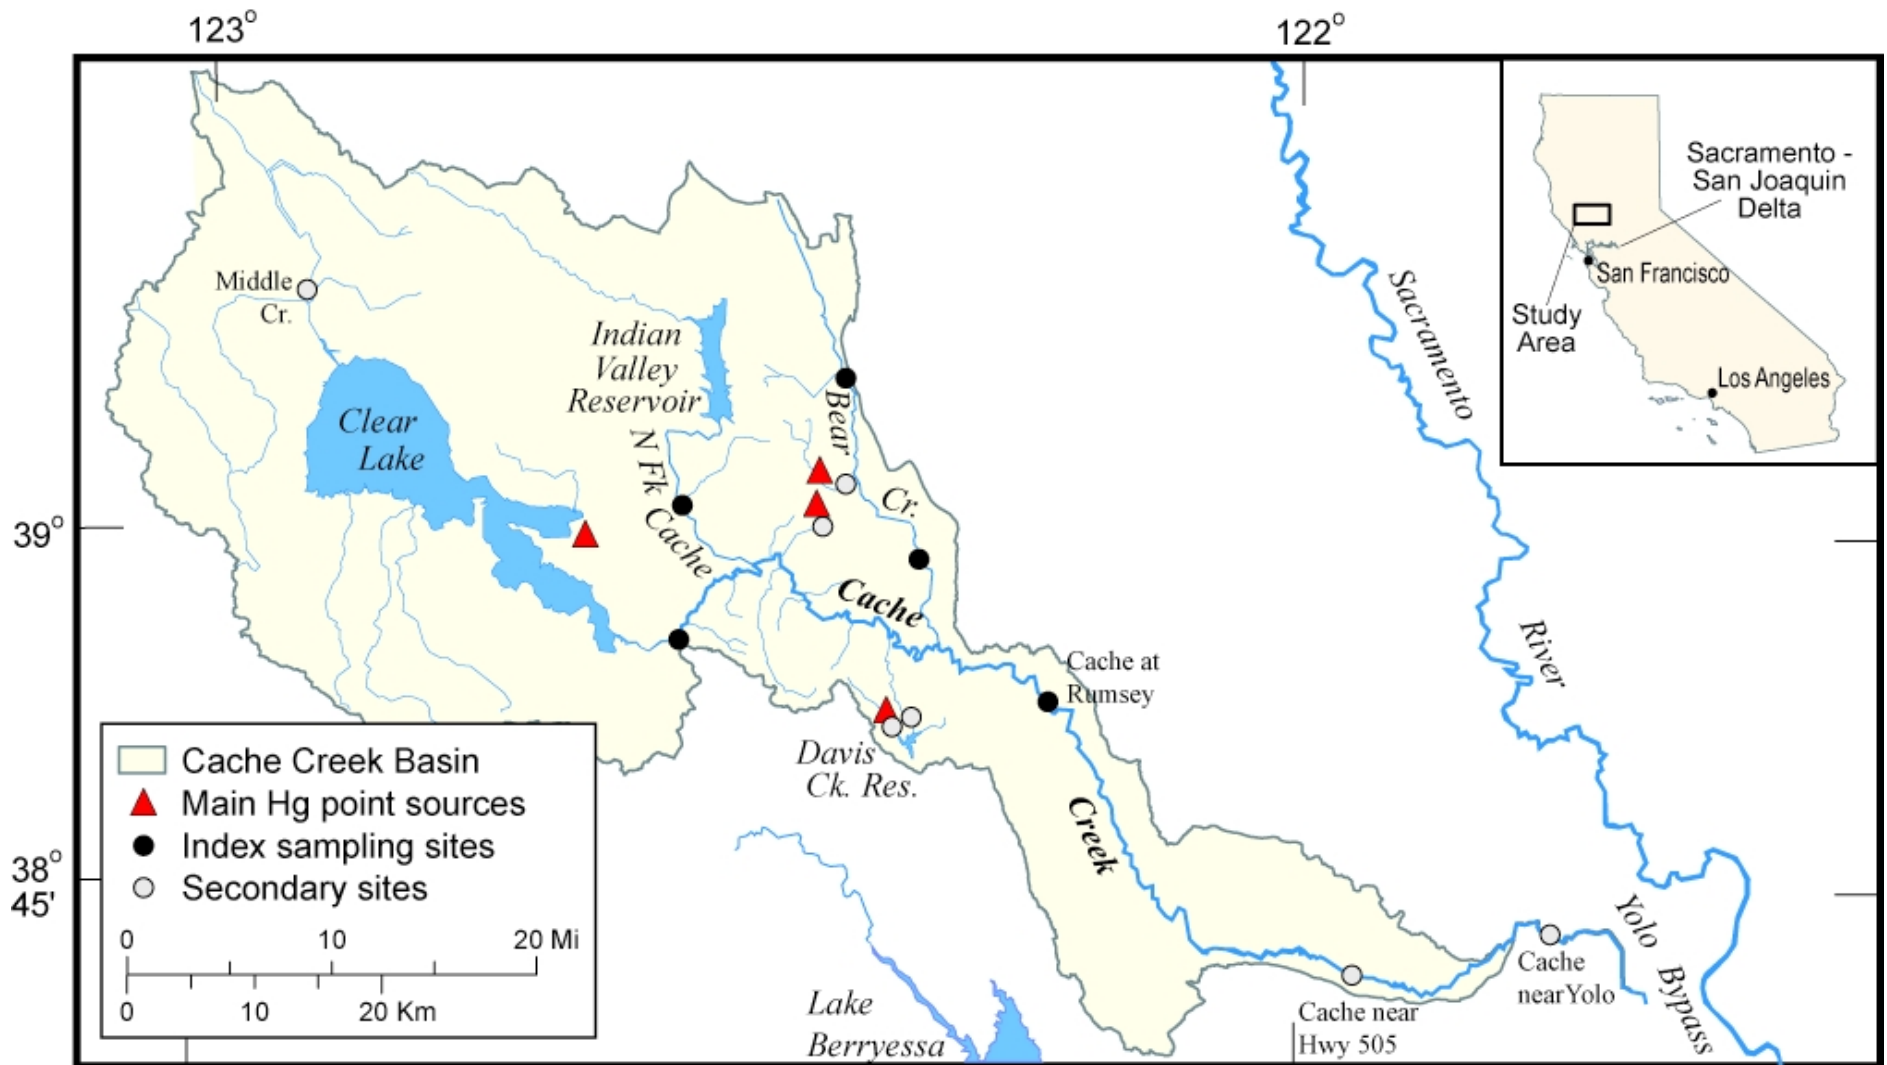 123°
122°
Sacramento -
San Joaquin
Delta
San Francisco
Study
Area
Los Angeles
Middle
Cr.
Indian
Valley
Reservoir
Clear
Lake
Bear
Cr.
N Fk
Cache
Sacramento
River
39°
Cache
Creek
Cache at
Rumsey
Davis
Ck. Res.
Cache Creek Basin
Main Hg point sources
Index sampling sites
Secondary sites
0 10 20 Mi
0 10 20 Km
38°
45'
Lake
Berryessa
Cache near
Hwy 505
Cache
nearYolo
Yolo
Bypass